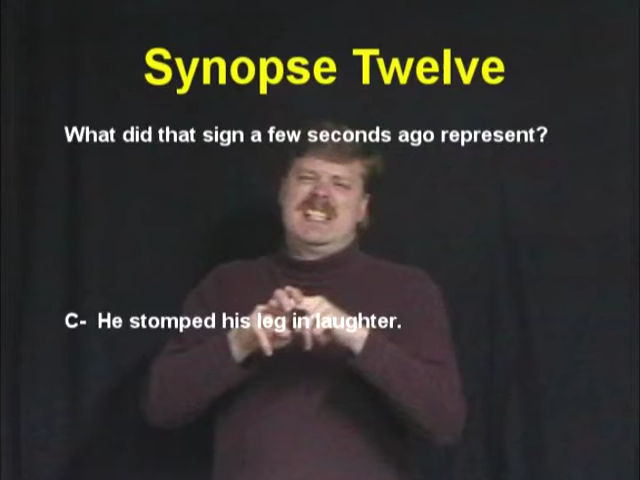 Synopse Twelve
What did that sign a few seconds ago represent?
C- He stomped his leg in laughter.